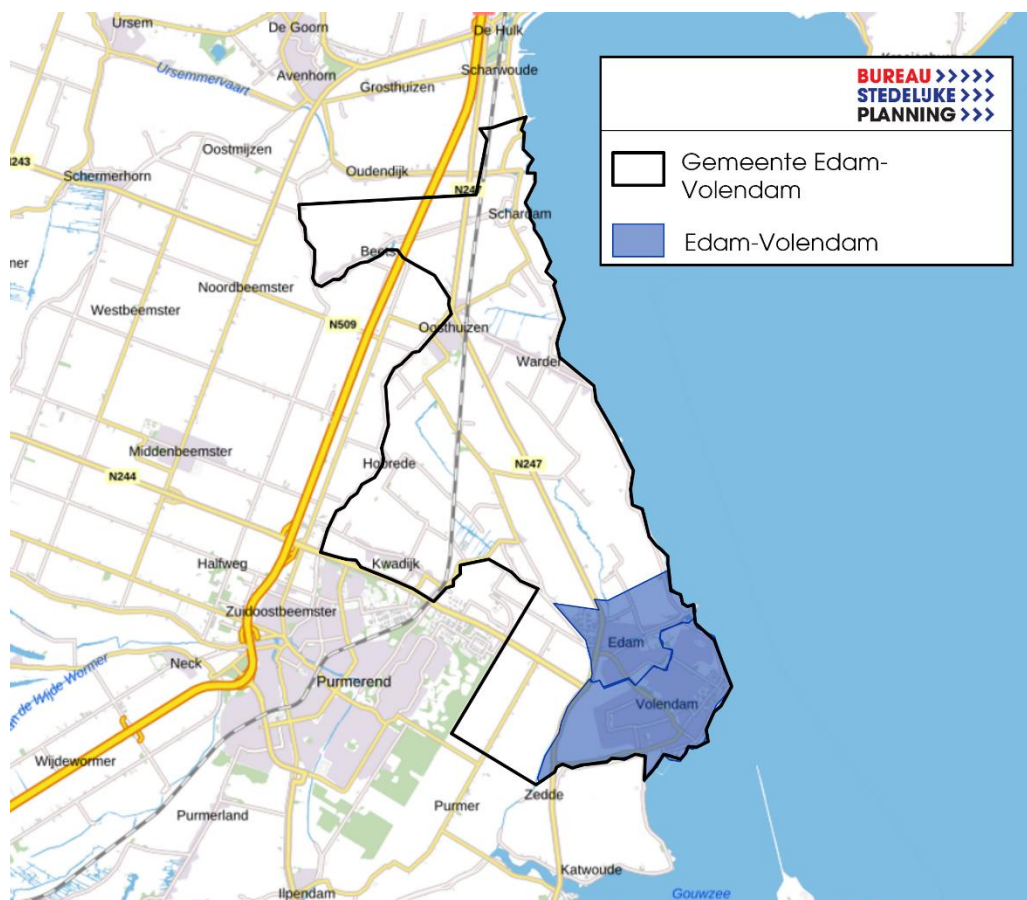 Ursem
De Goorn
De Hulk
Avenhorn
Scharwoude
Ursemmervaart
Grosthuizen
BUREAU >>>>>
STEDELIJKE >>>
PLANNING >>>
Gemeente Edam-
Volendam
Edam-Volendam
Oostmijzen
N243
Schermerhorn
Oudendijk
N247
Schardam
Beets
Noordbeemster
Westbeemster
N509
Oosthuizen
Warder
Middenbeemster
Hobrede
N247
N244
Halfweg
Kwadijk
Zuidoostbeemster
Edam
Neck
Purmerend
Volendam
Wijdewormer
Zedde
Purmer
Purmerland
Katwoude
Ilpendam
Gouwzee